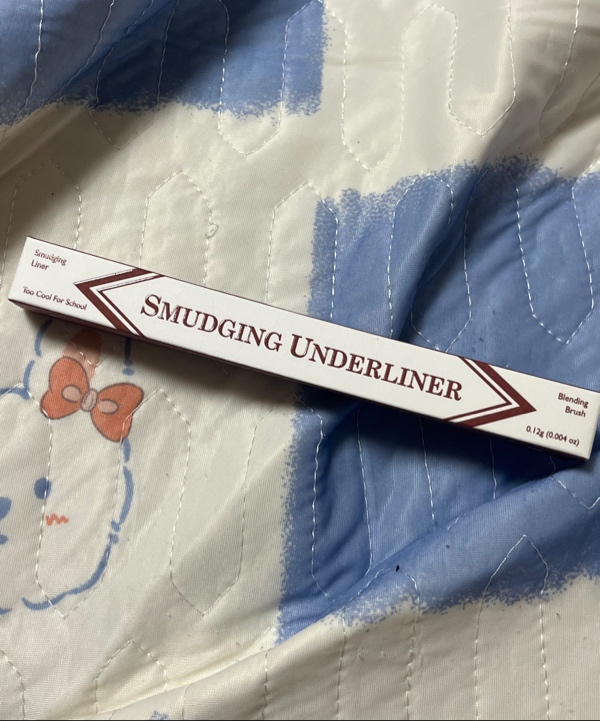 Smudging
Liner
Too Cool For School
SMUDGING UNDERLINER
Blending
Brush
0.12g (0.004 oz)